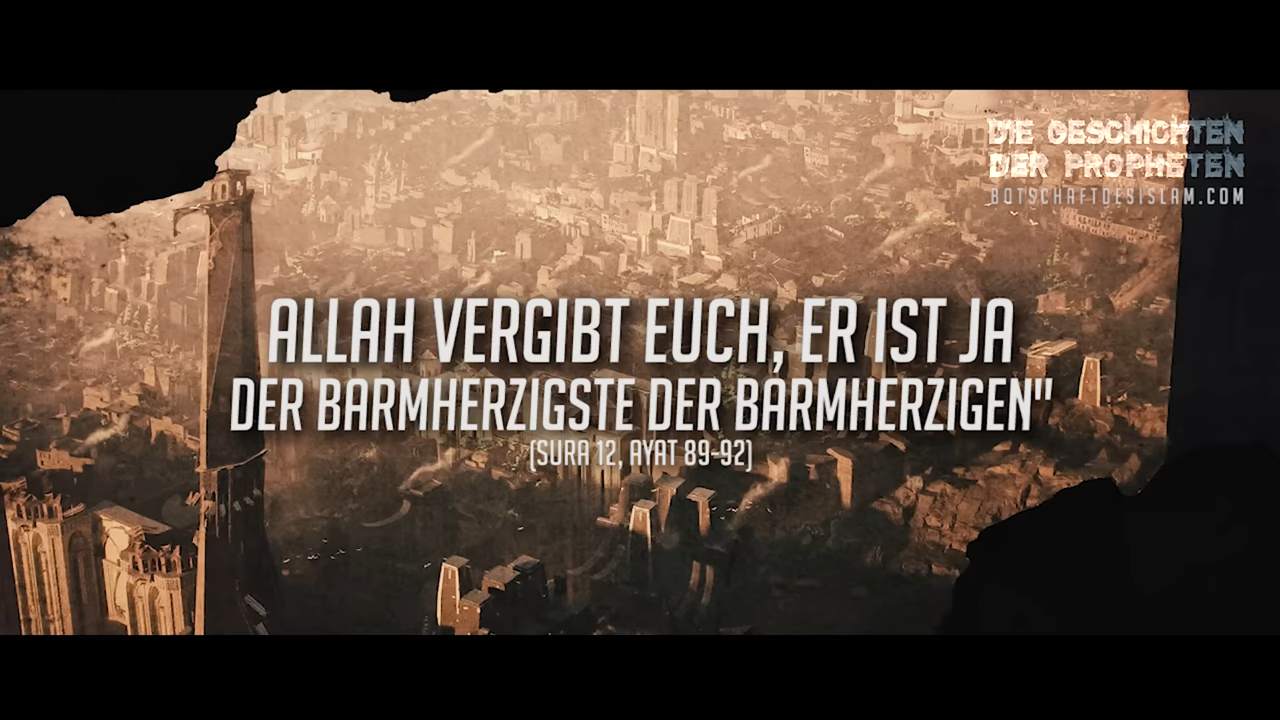 DIE GESCHICHTEN
DER PROPHETEN
BOTSCHAFTDESISLAM.COM
ALLAH VERGIBT EUCH, ER IST JA
DER BARMHERZIGSTE DER BARMHERZIGEN"
(SURA 12, AYAT 89-92)